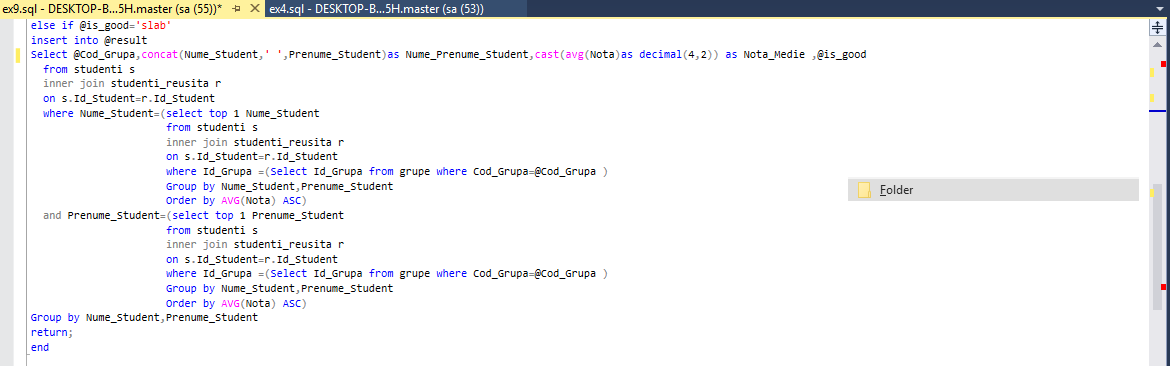 ex9.sql - DESKTOP-B...5H.master (sa (55))* ex4.sql - DESKTOP-B...5H.master (sa (53))
else if @is_good='slab'
insert into @result
Select @Cod_Grupa,concat(Nume_Student,' ',Prenume_Student)as Nume_Prenume_Student,cast(avg(Nota)as decimal(4,2)) as Nota_Medie ,@is_good
from studenti s
inner join studenti_reusita r
on s.Id_Student=r.Id_Student
where Nume_Student=(select top 1 Nume_Student
from studenti s
inner join studenti_reusita r
on s.Id_Student=r.Id_Student
where Id_Grupa =(Select Id_Grupa from grupe where Cod_Grupa=@Cod_Grupa )
Group by Nume_Student,Prenume_Student
Folder
Order by AVG(Nota) ASC)
and Prenume_Student=(select top 1 Prenume_Student
from studenti s
inner join studenti_reusita r
on s.Id_Student=r.Id_Student
where Id_Grupa =(Select Id_Grupa from grupe where Cod_Grupa=@Cod_Grupa )
Group by Nume_Student,Prenume_Student
Order by AVG(Nota) ASC)
Group by Nume_Student,Prenume_Student
return;
end